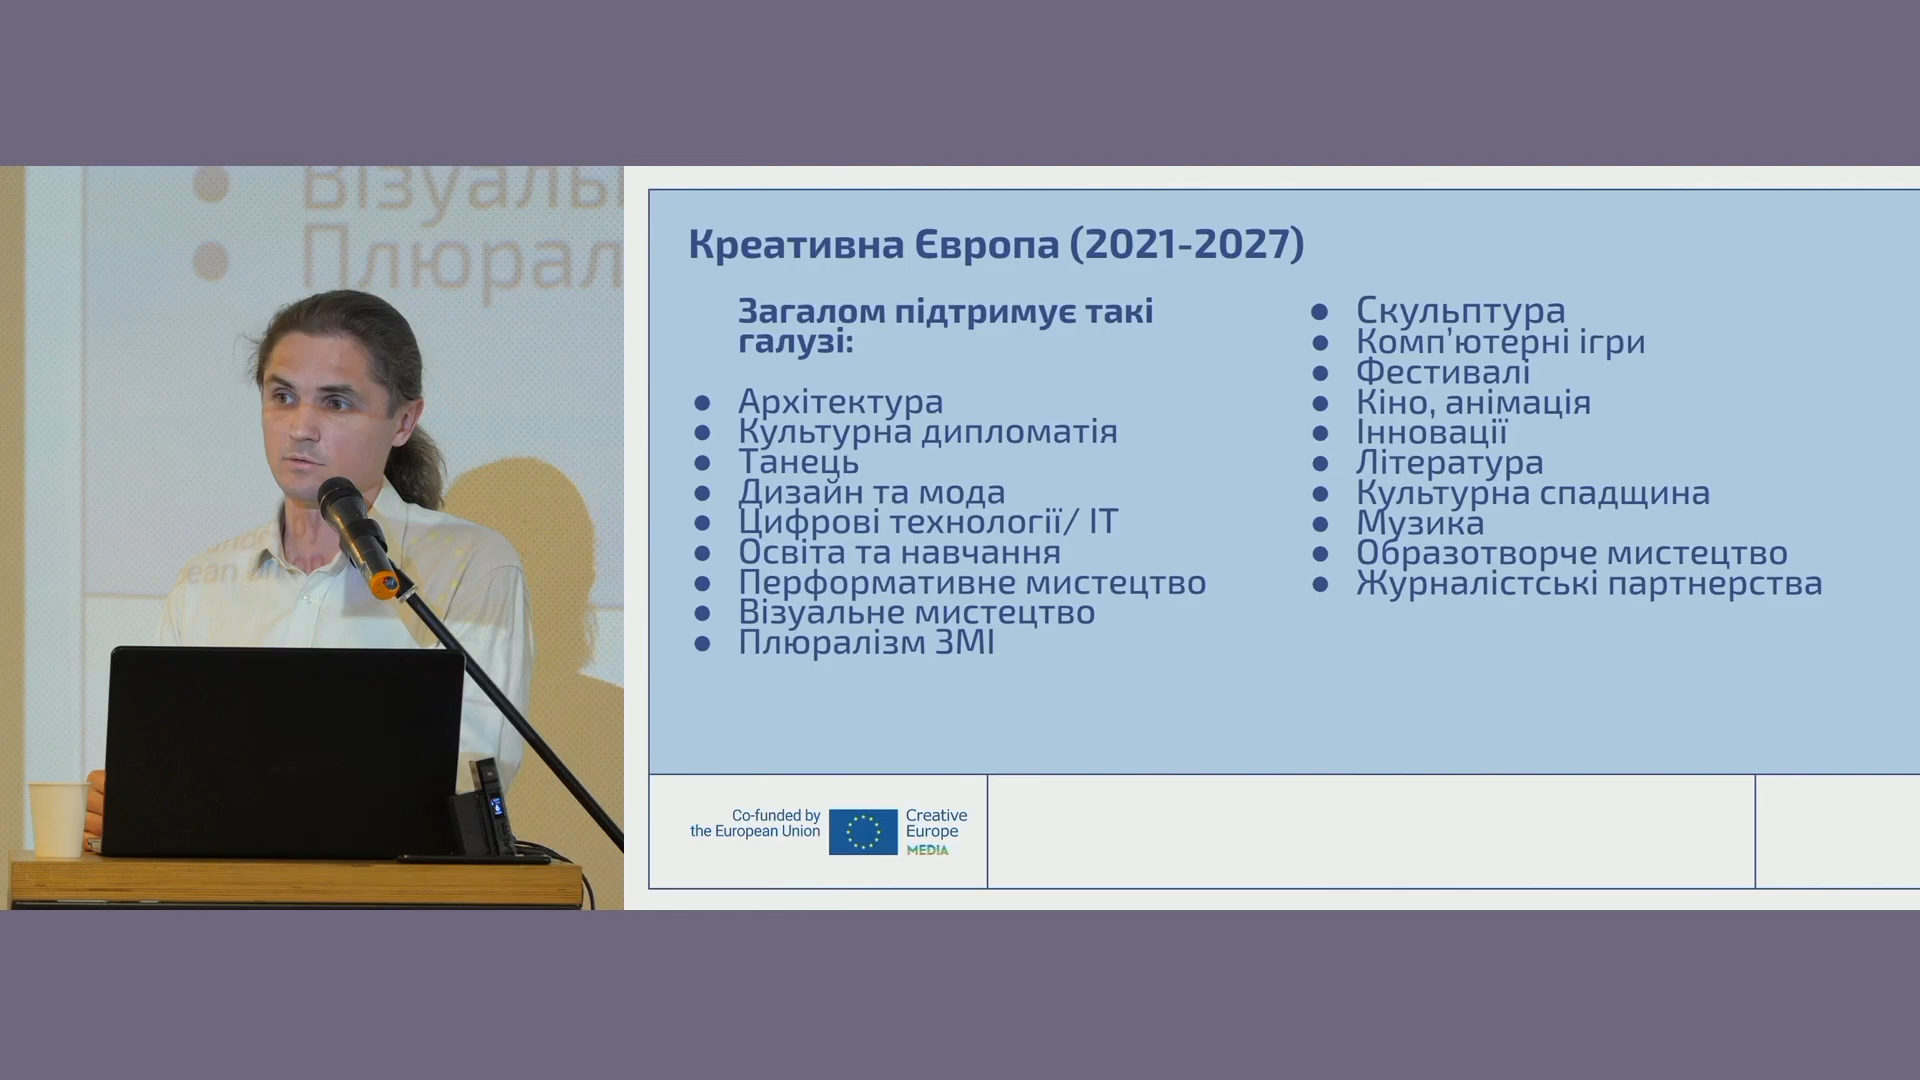 Візуаль
Плюрал
Креативна Європа (2021-2027)
Загалом підтримує такі
галузі:
● Архітектура
● Культурна дипломатія
● Танець
● Дизайн та мода
● Цифрові технології/ ІТ
● Освіта та навчання
● Перформативне мистецтво
● Візуальне мистецтво
● Плюралізм ЗМІ
● Скульптура
● Комп’ютерні ігри
● Фестивалі
● Кіно, анімація
● Інновації
● Література
● Культурна спадщина
● Музика
● Образотворче мистецтво
● Журналістські партнерства
Co-funded by
the European Union
Creative
Europe
MEDIA